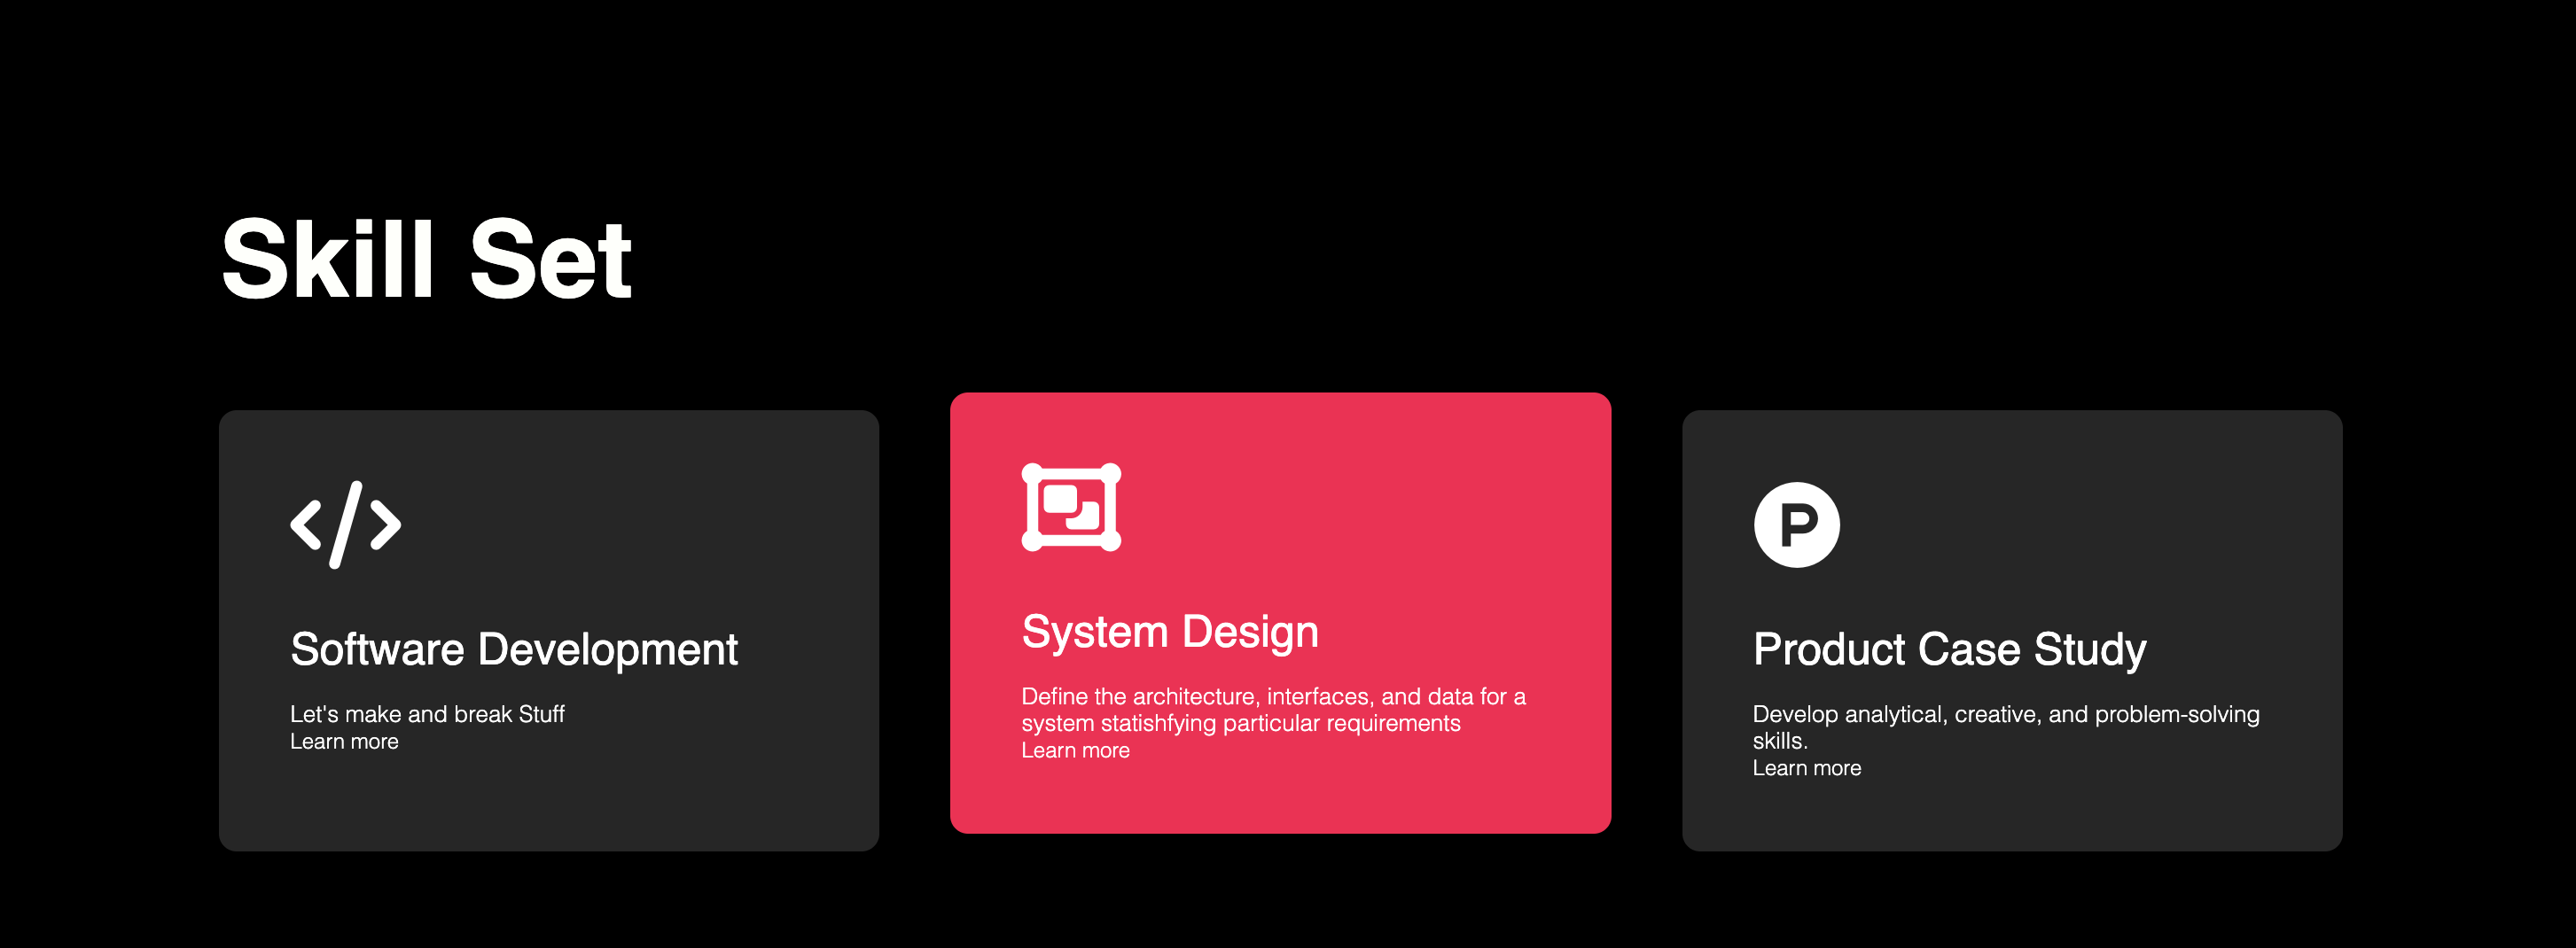 Skill Set
Software Development
Let's make and break Stuff
Learn more
System Design
Define the architecture, interfaces, and data for a
system statishfying particular requirements
Learn more
P
Product Case Study
Develop analytical, creative, and problem-solving
skills.
Learn more